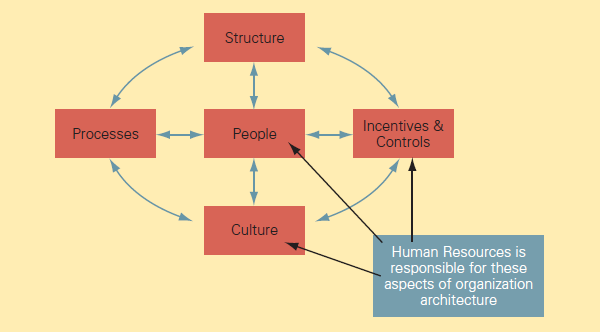 Structure
Processes
People
Incentives &
Controls
Culture
Human Resources is
responsible for these
aspects of organization
architecture